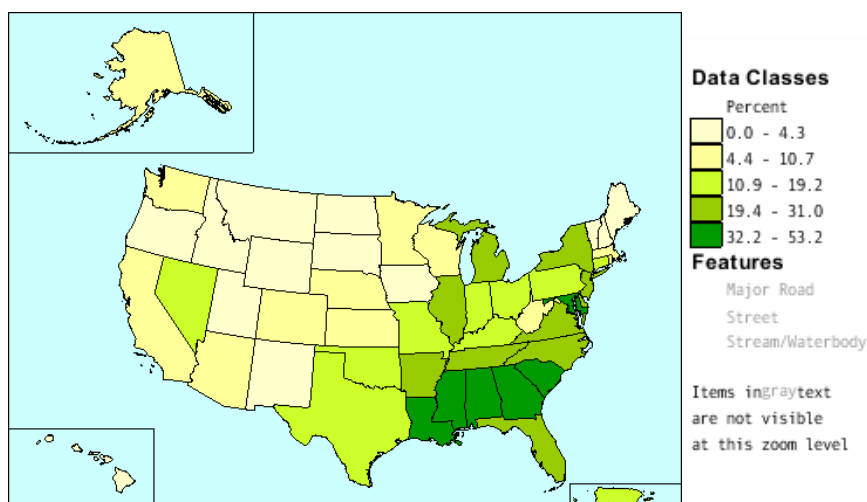 Data Classes
Percent
0.0 - 4.3
4.4 - 10.7
10.9 - 19.2
19.4 - 31.0
32.2 - 53.2
Features
Major Road
Street
Stream/Waterbody
Items in gray text
are not visible
at this zoom level